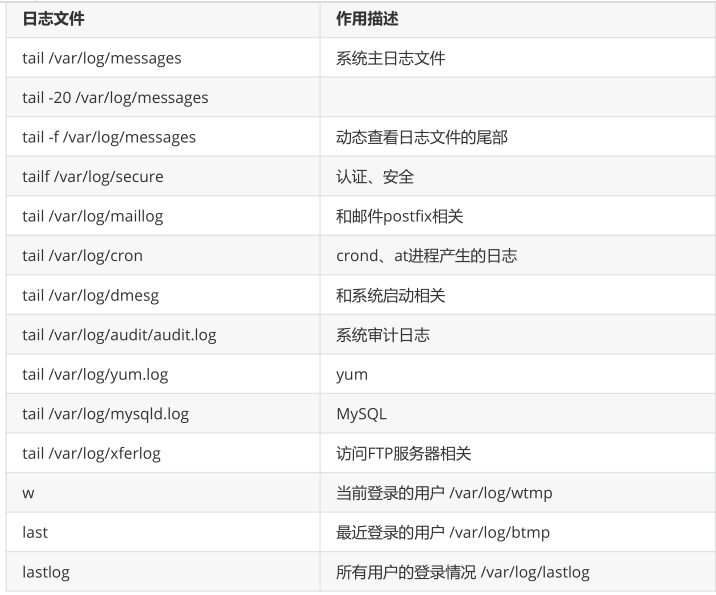 日志文件 作用描述
tail /var/log/messages 系统主日志文件
tail -20 /var/log/messages
tail -f /var/log/messages 动态查看日志文件的尾部
tailf /var/log/secure 认证、安全
tail /var/log/maillog 和邮件postfix相关
tail /var/log/cron crond、at进程产生的日志
tail /var/log/dmesg 和系统启动相关
tail /var/log/audit/audit.log 系统审计日志
tail /var/log/yum.log yum
tail /var/log/mysqld.log MySQL
tail /var/log/xferlog 访问FTP服务器相关
w 当前登录的用户 /var/log/wtmp
last 最近登录的用户 /var/log/btmp
lastlog 所有用户的登录情况 /var/log/lastlog